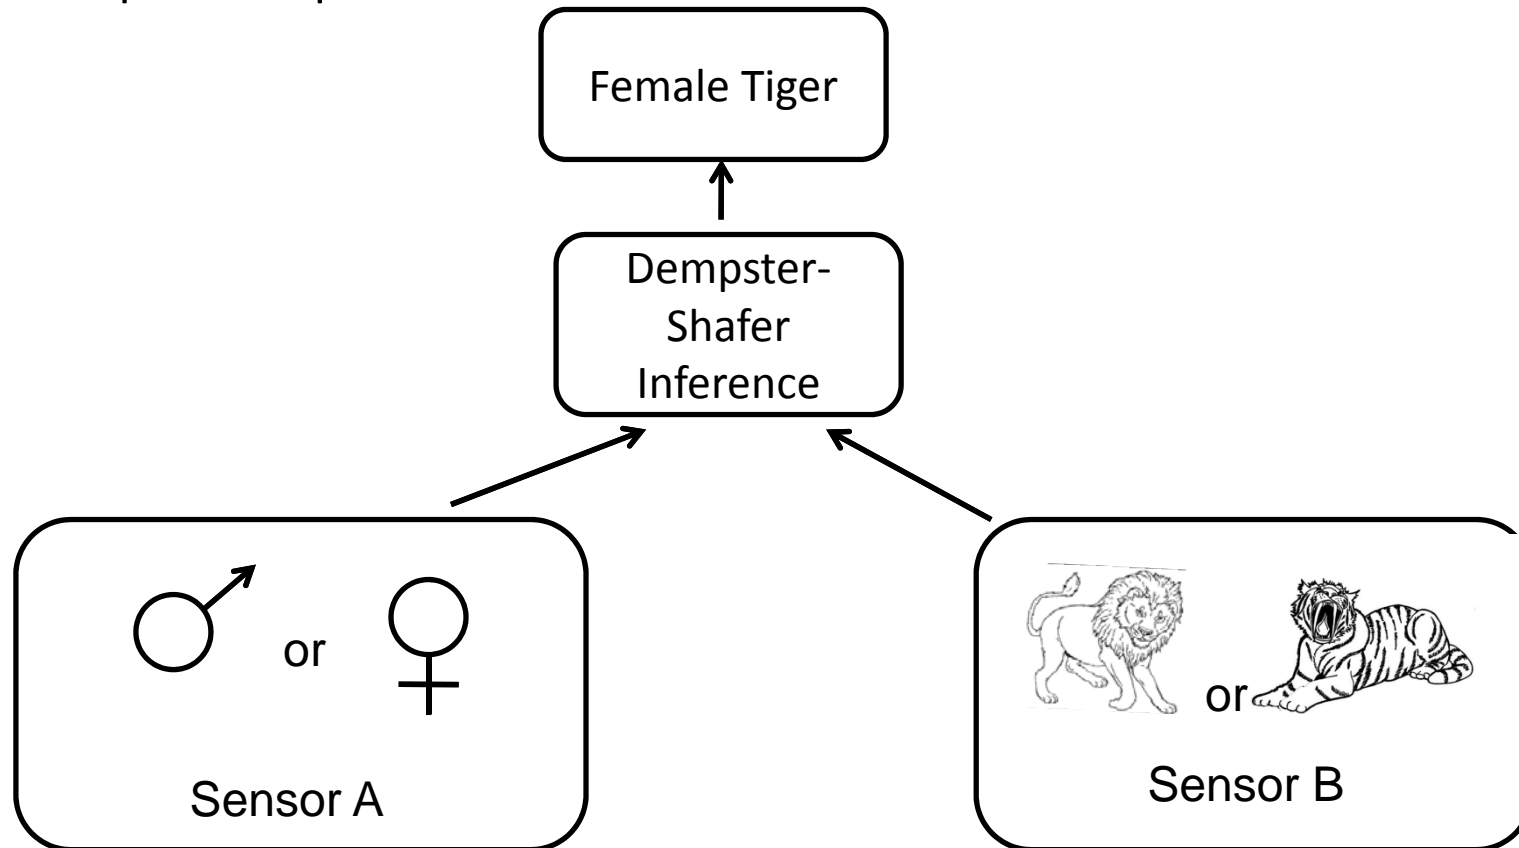 Female Tiger
Dempster-
Shafer
Inference
or
or
Sensor A
Sensor B